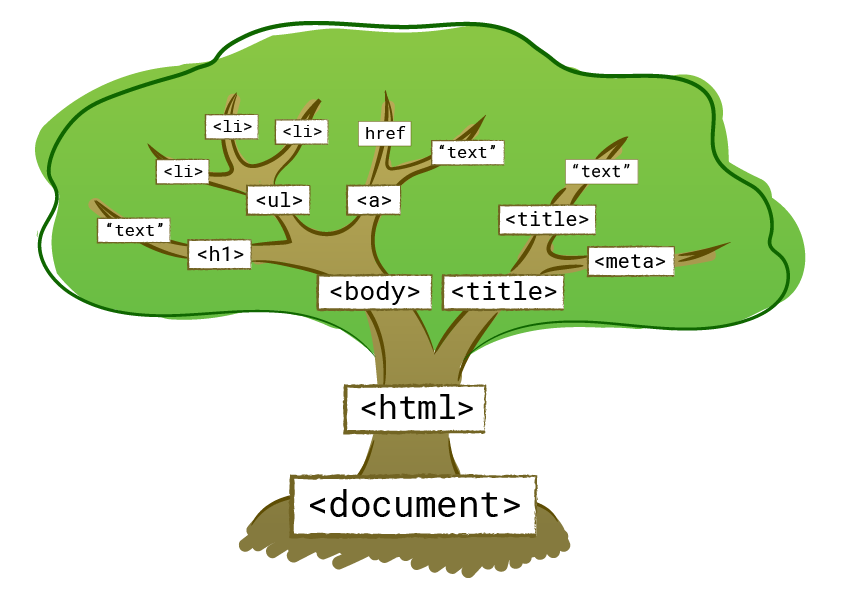 <li>
<li>
href
“text”
<li>
“text”
<ul>
<a>
<title>
“text”
<h1>
<meta>
<body>
<title>
<html>
<document>